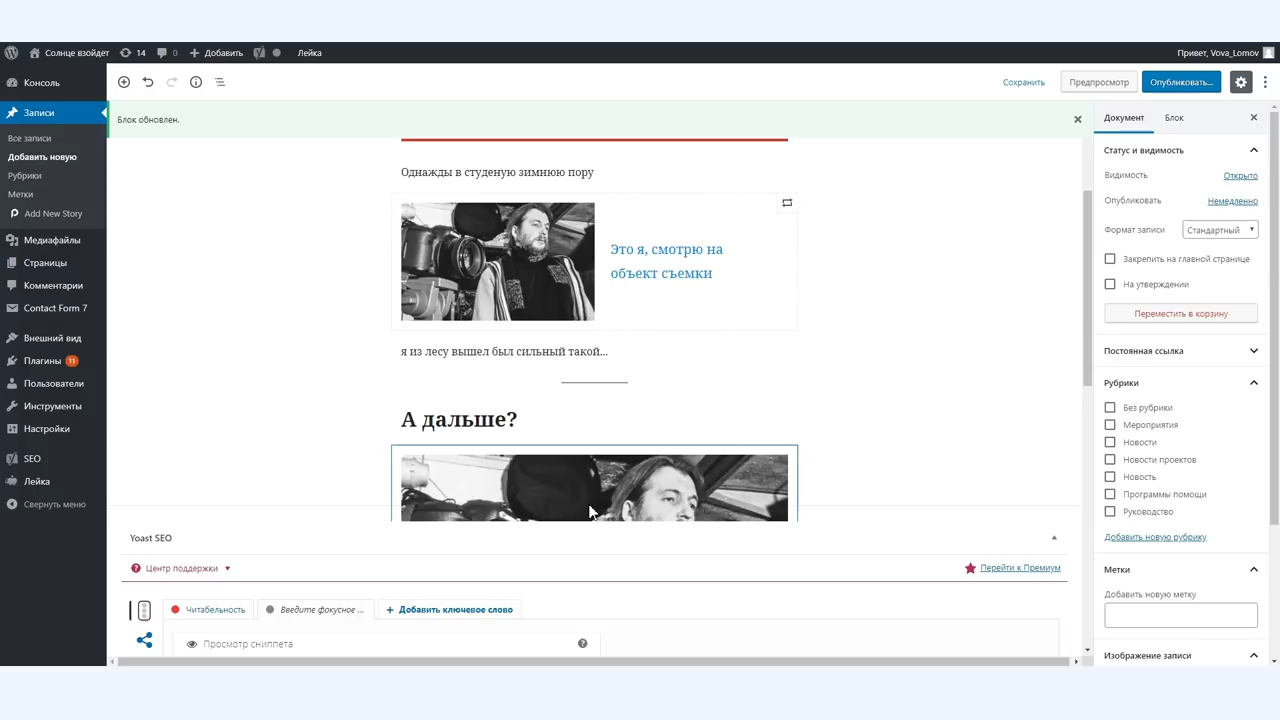 Солнце взойдет
14
0
Добавить
Лейка
Привет, Vova_Lomov
Консоль
Записи
Все записи
Добавить новую
Рубрики
Метки
Add New Story
Медиафайлы
Страницы
Комментарии
Contact Form 7
Внешний вид
Плагины 11
Пользователи
Инструменты
Настройки
SEO
Лейка
Свернуть меню
Сохранить
Предпросмотр
Опубликовать...
Блок обновлен.
Однажды в студеную зимнюю пору
Это я, смотрю на
объект съемки
я из лесу вышел был сильный такой...
А дальше?
Yoast SEO
Центр поддержки
Перейти к Премиум
Читабельность
Введите фокусное ...
Добавить ключевое слово
Просмотр сниппета
Документ
Блок
Статус и видимость
Видимость
Открыто
Опубликовать
Немедленно
Формат записи
Стандартный
Закрепить на главной странице
На утверждении
Переместить в корзину
Постоянная ссылка
Рубрики
Без рубрики
Мероприятия
Новости
Новости проектов
Новость
Программы помощи
Руководство
Добавить новую рубрику
Метки
Добавить новую метку
Изображение записи